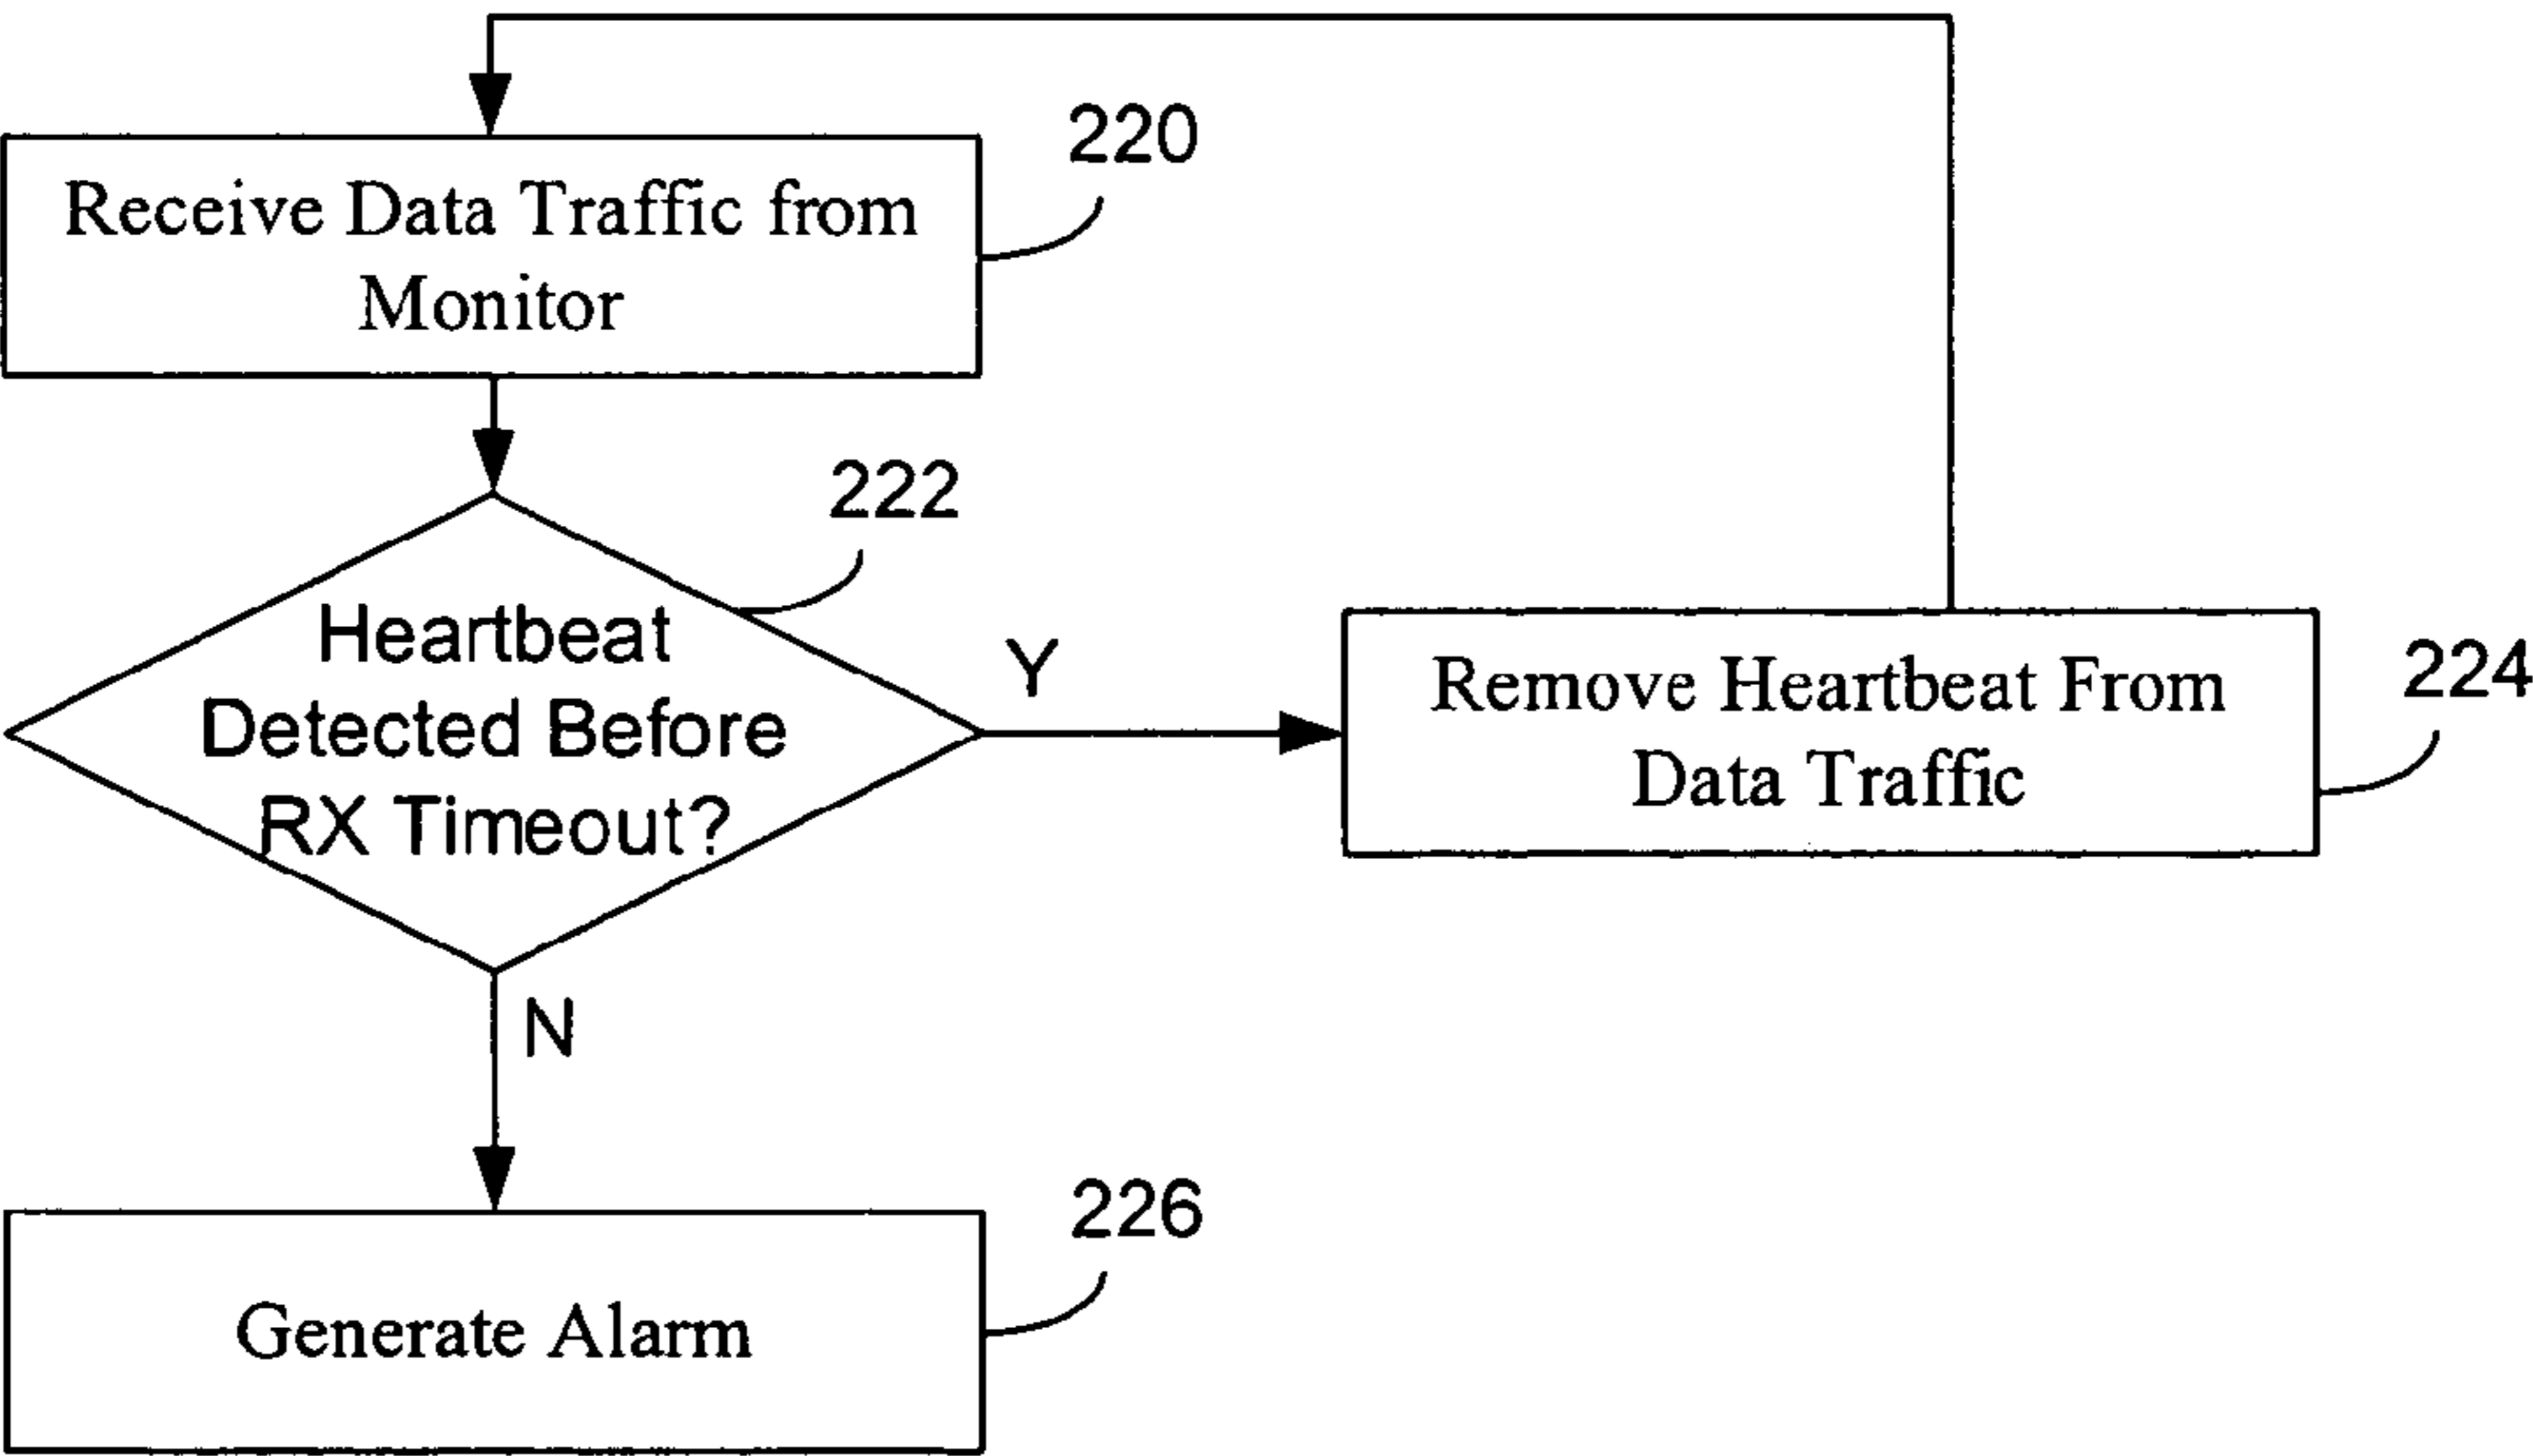 220
Receive Data Traffic from
Monitor
222
Heartbeat
Detected Before
RX Timeout?
Y
Remove Heartbeat From
Data Traffic
224
N
226
Generate Alarm